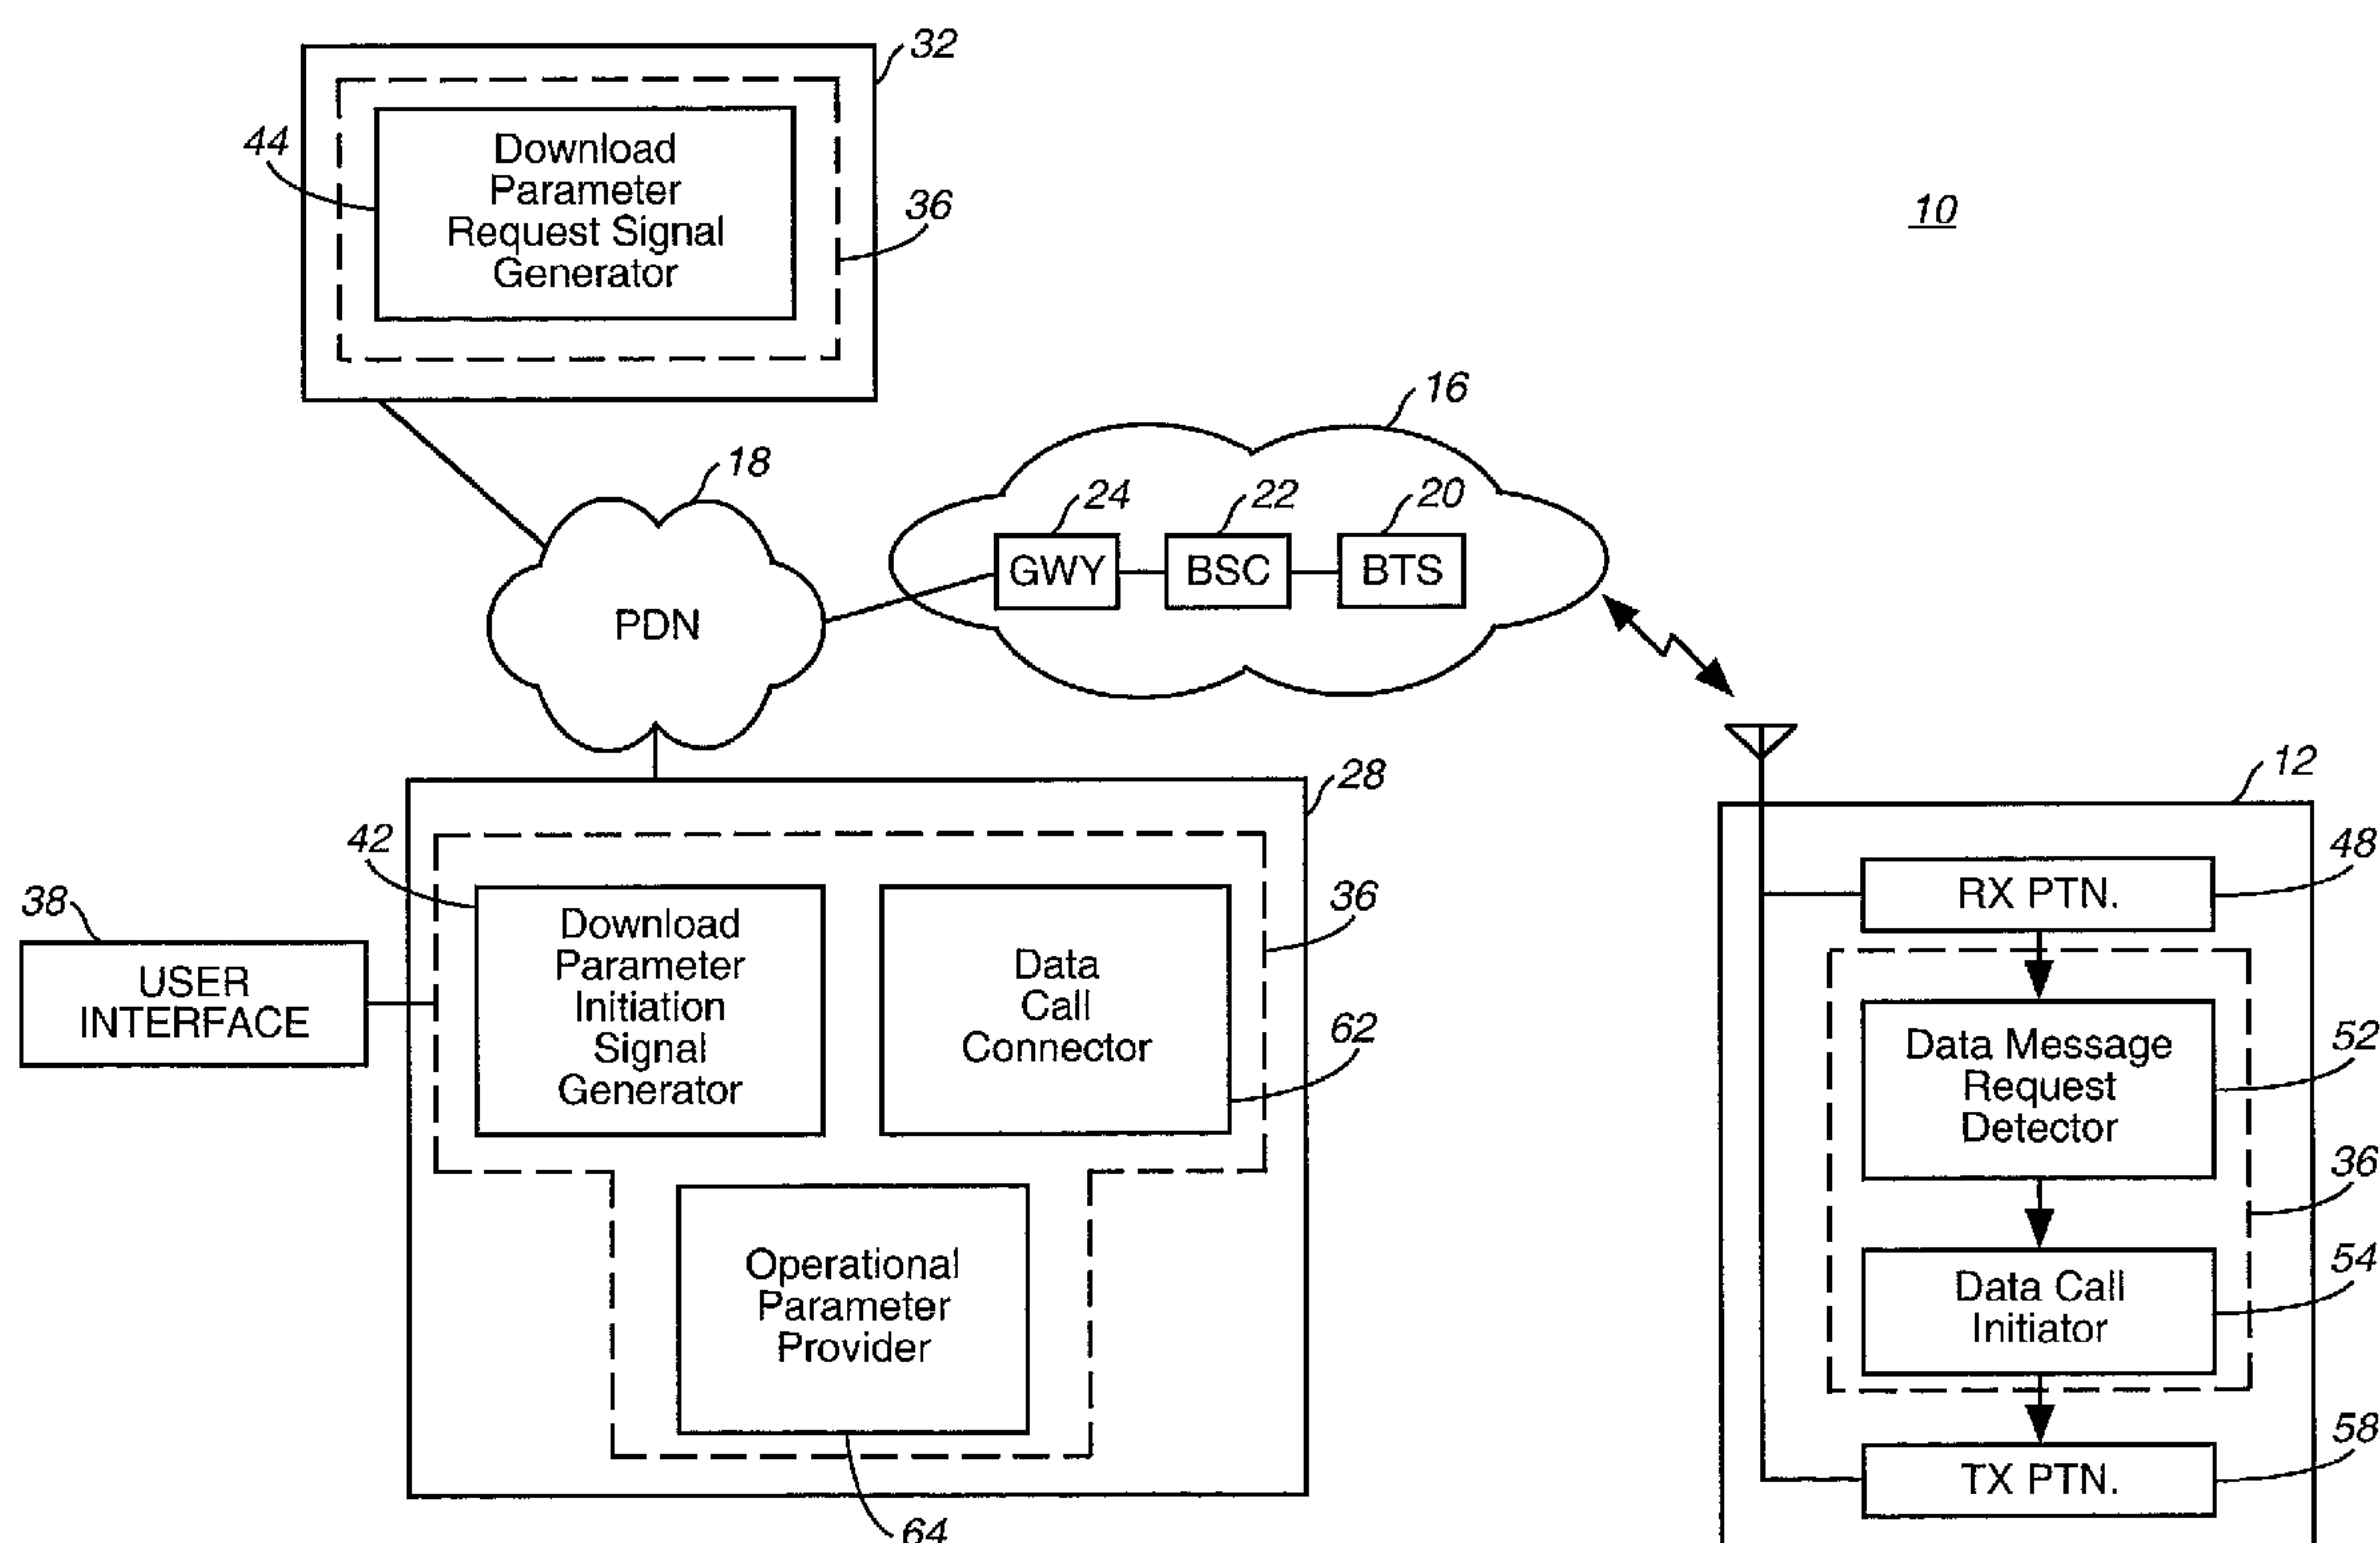 32
44
Download
Parameter
Request Signal
Generator
36
10
16
18
24
22
20
GWY
BSC
BTS
PDN
28
12
42
48
38
36
RX PTN.
USER
INTERFACE
Download
Parameter
Initiation
Signal
Generator
Data
Call
Connector
62
Data Message
Request
Detector
52
36
Operational
Parameter
Provider
54
Data Call
Initiator
58
TX PTN.
64